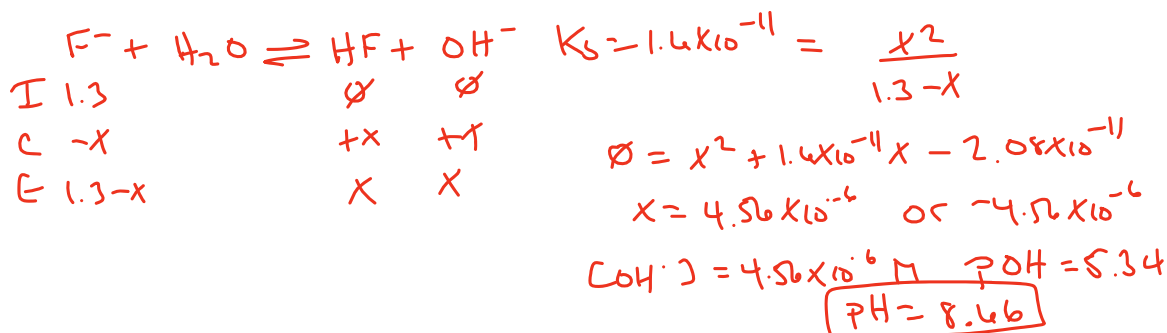 F⁻ + H₂O ⇌ HF + OH⁻ K_b = 1.6x10⁻¹¹ = x²/(1.3-x)
I 1.3 ∅ ∅
C -x +x +x
E 1.3-x x x
∅ = x² + 1.6x10⁻¹¹x - 2.08x10⁻¹¹
x = 4.56x10⁻⁶ or -4.56x10⁻⁶
[OH⁻] = 4.56x10⁻⁶ M pOH = 5.34
pH = 8.66